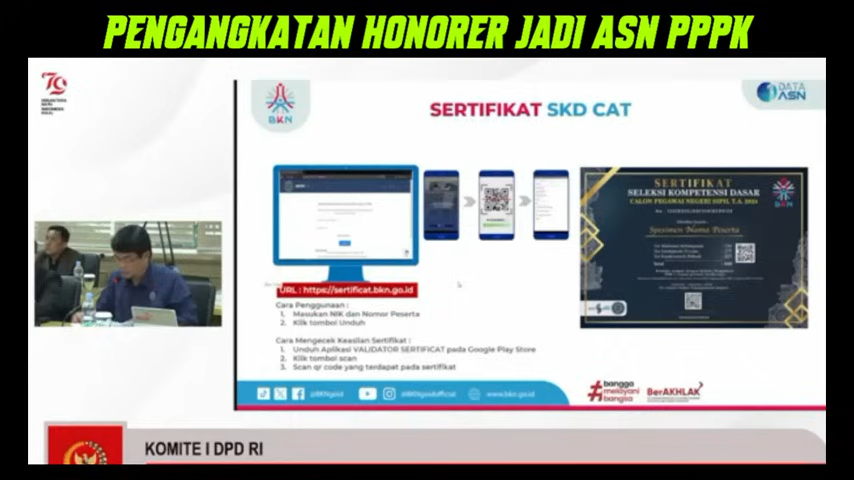 PENGANGKATAN HONORER JADI ASN PPPK
79
BKN
SERTIFIKAT SKD CAT
DATA
ASN
SERTIFIKAT
SELEKSI KOMPETENSI DASAR
CALON PEGAWAI NEGERI SIPIL T.A. 2024
BKN
Spesimen Nama Peserta
URL : https://sertificat.bkn.go.id
Cara Penggunaan :
1. Masukan NIK dan Nomor Peserta
2. Klik tombol Unduh
Cara Mengecek Keaslian Sertifikat :
1. Unduh Aplikasi VALIDATOR SERTIFICAT pada Google Play Store
2. Klik tombol scan
3. Scan qr code yang terdapat pada sertifikat
@BKNgoid
@BKNgoidofficial
www.bkn.go.id
#bangga
melayani
bangsa
BerAKHLAK
KOMITE I DPD RI